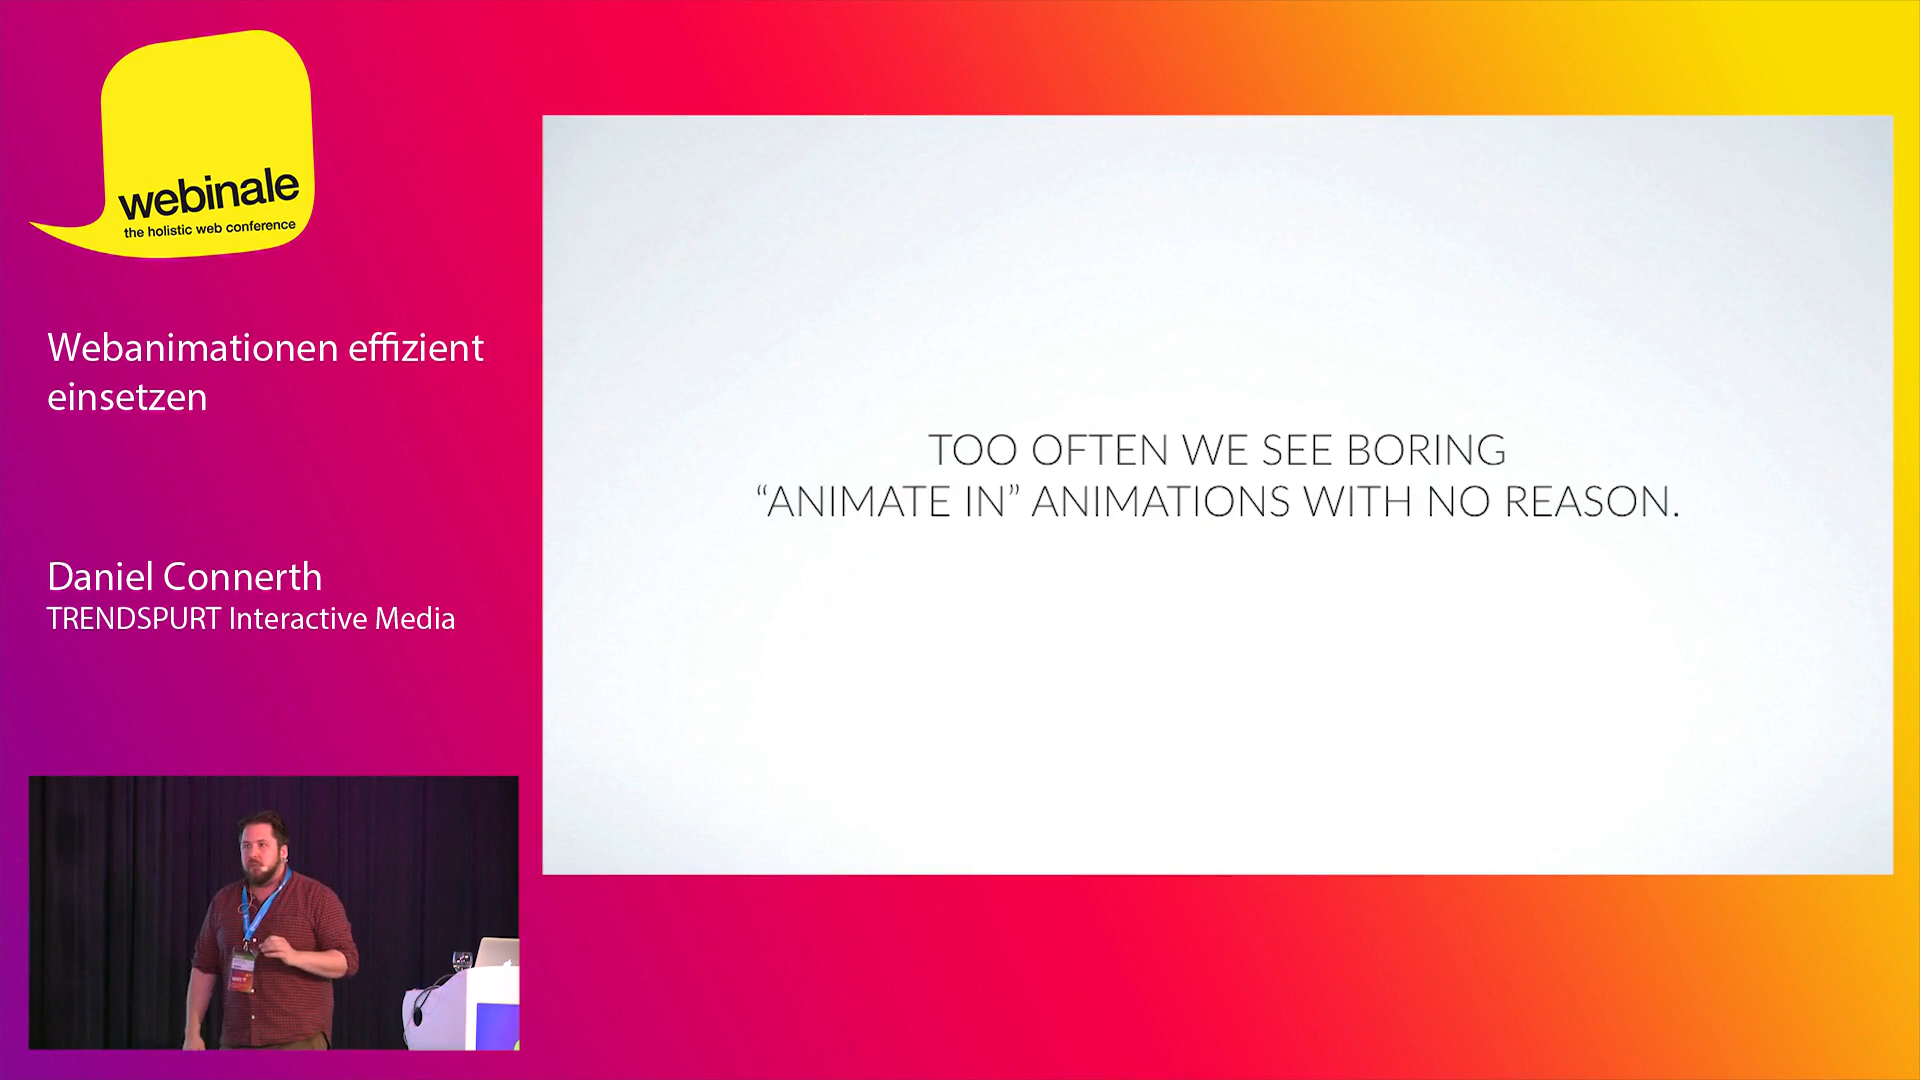 webinale
the holistic web conference
Webanimationen effizient
einsetzen
Daniel Connerth
TRENDSPURT Interactive Media
TOO OFTEN WE SEE BORING
“ANIMATE IN” ANIMATIONS WITH NO REASON.